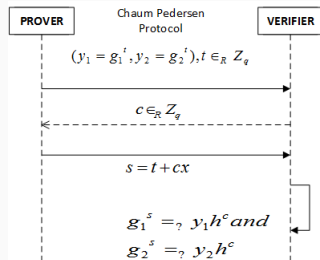 PROVER
Chaum Pedersen
Protocol
VERIFIER
(y₁ = g₁ᵗ, y₂ = g₂ᵗ), t ∈_R Z_q
c ∈_R Z_q
s = t + cx
g₁ˢ =? y₁hᶜ and
g₂ˢ =? y₂hᶜ